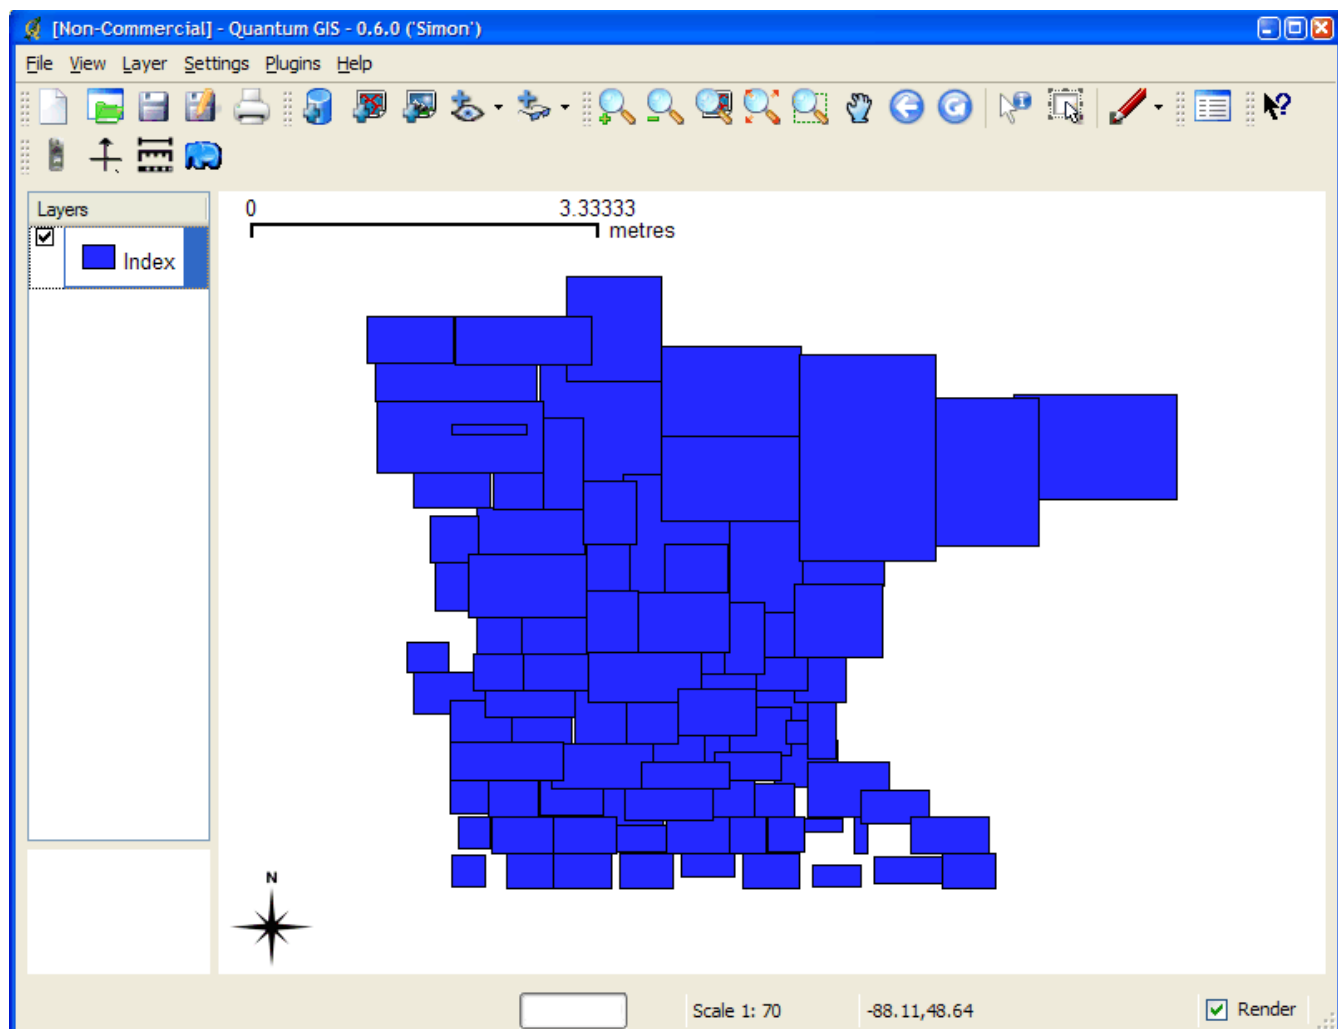 [Non-Commercial] - Quantum GIS - 0.6.0 ('Simon')
File View Layer Settings Plugins Help
Layers
Index
0 3.33333
metres
N
Scale 1: 70 -88.11,48.64 Render